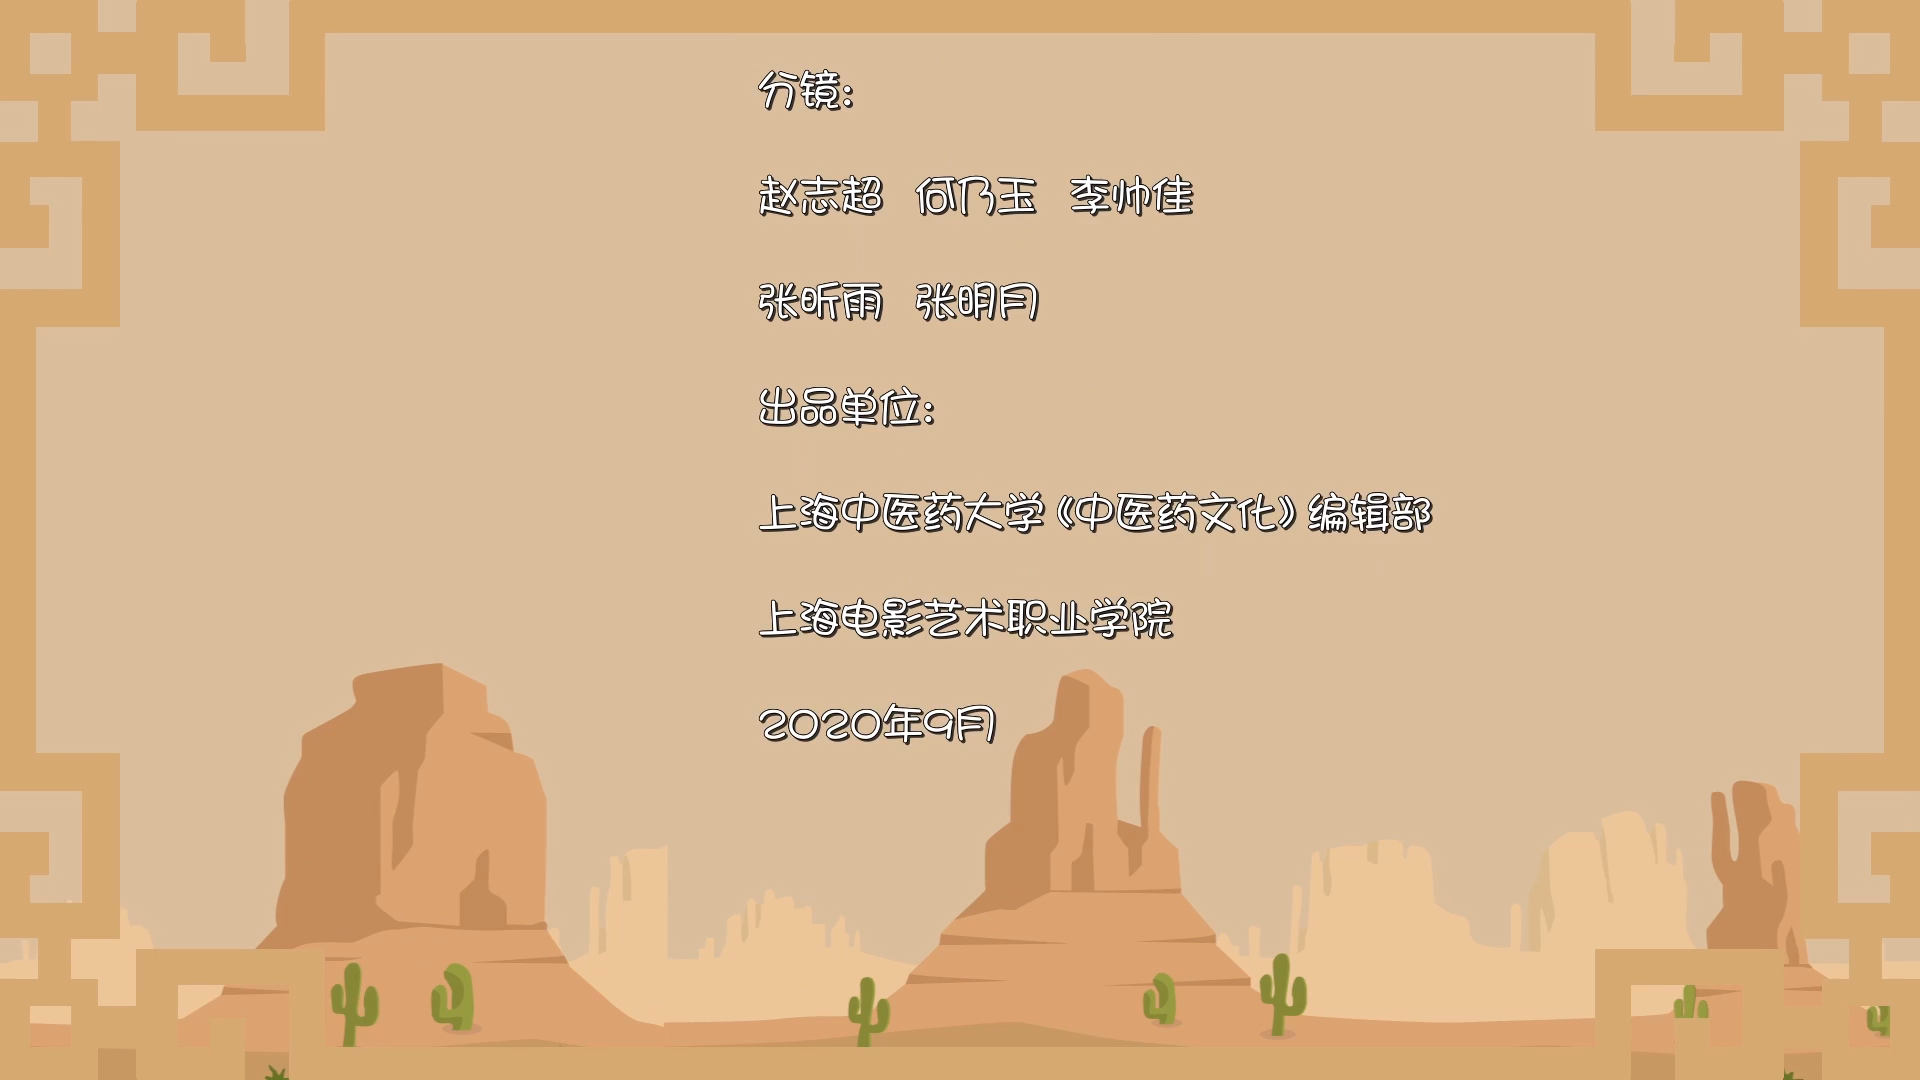 分镜:
赵志超 何乃玉 李帅佳
张昕雨 张明月
出品单位:
上海中医药大学《中医药文化》编辑部
上海电影艺术职业学院
2020年9月